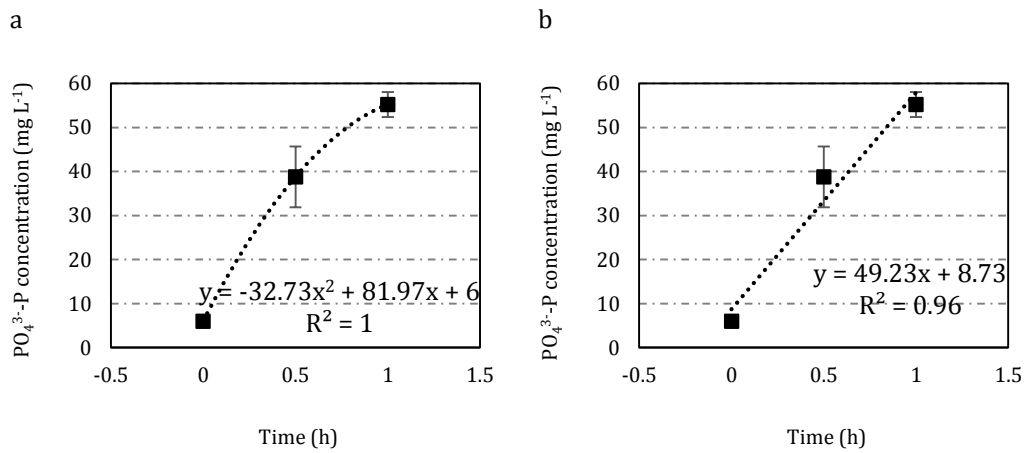 a
PO₄³⁻-P concentration (mg L⁻¹)
60
50
40
30
20
10
0
-0.5
0
0.5
1
1.5
y = -32.73x² + 81.97x + 6
R² = 1
Time (h)
b
PO₄³⁻-P concentration (mg L⁻¹)
60
50
40
30
20
10
0
-0.5
0
0.5
1
1.5
y = 49.23x + 8.73
R² = 0.96
Time (h)